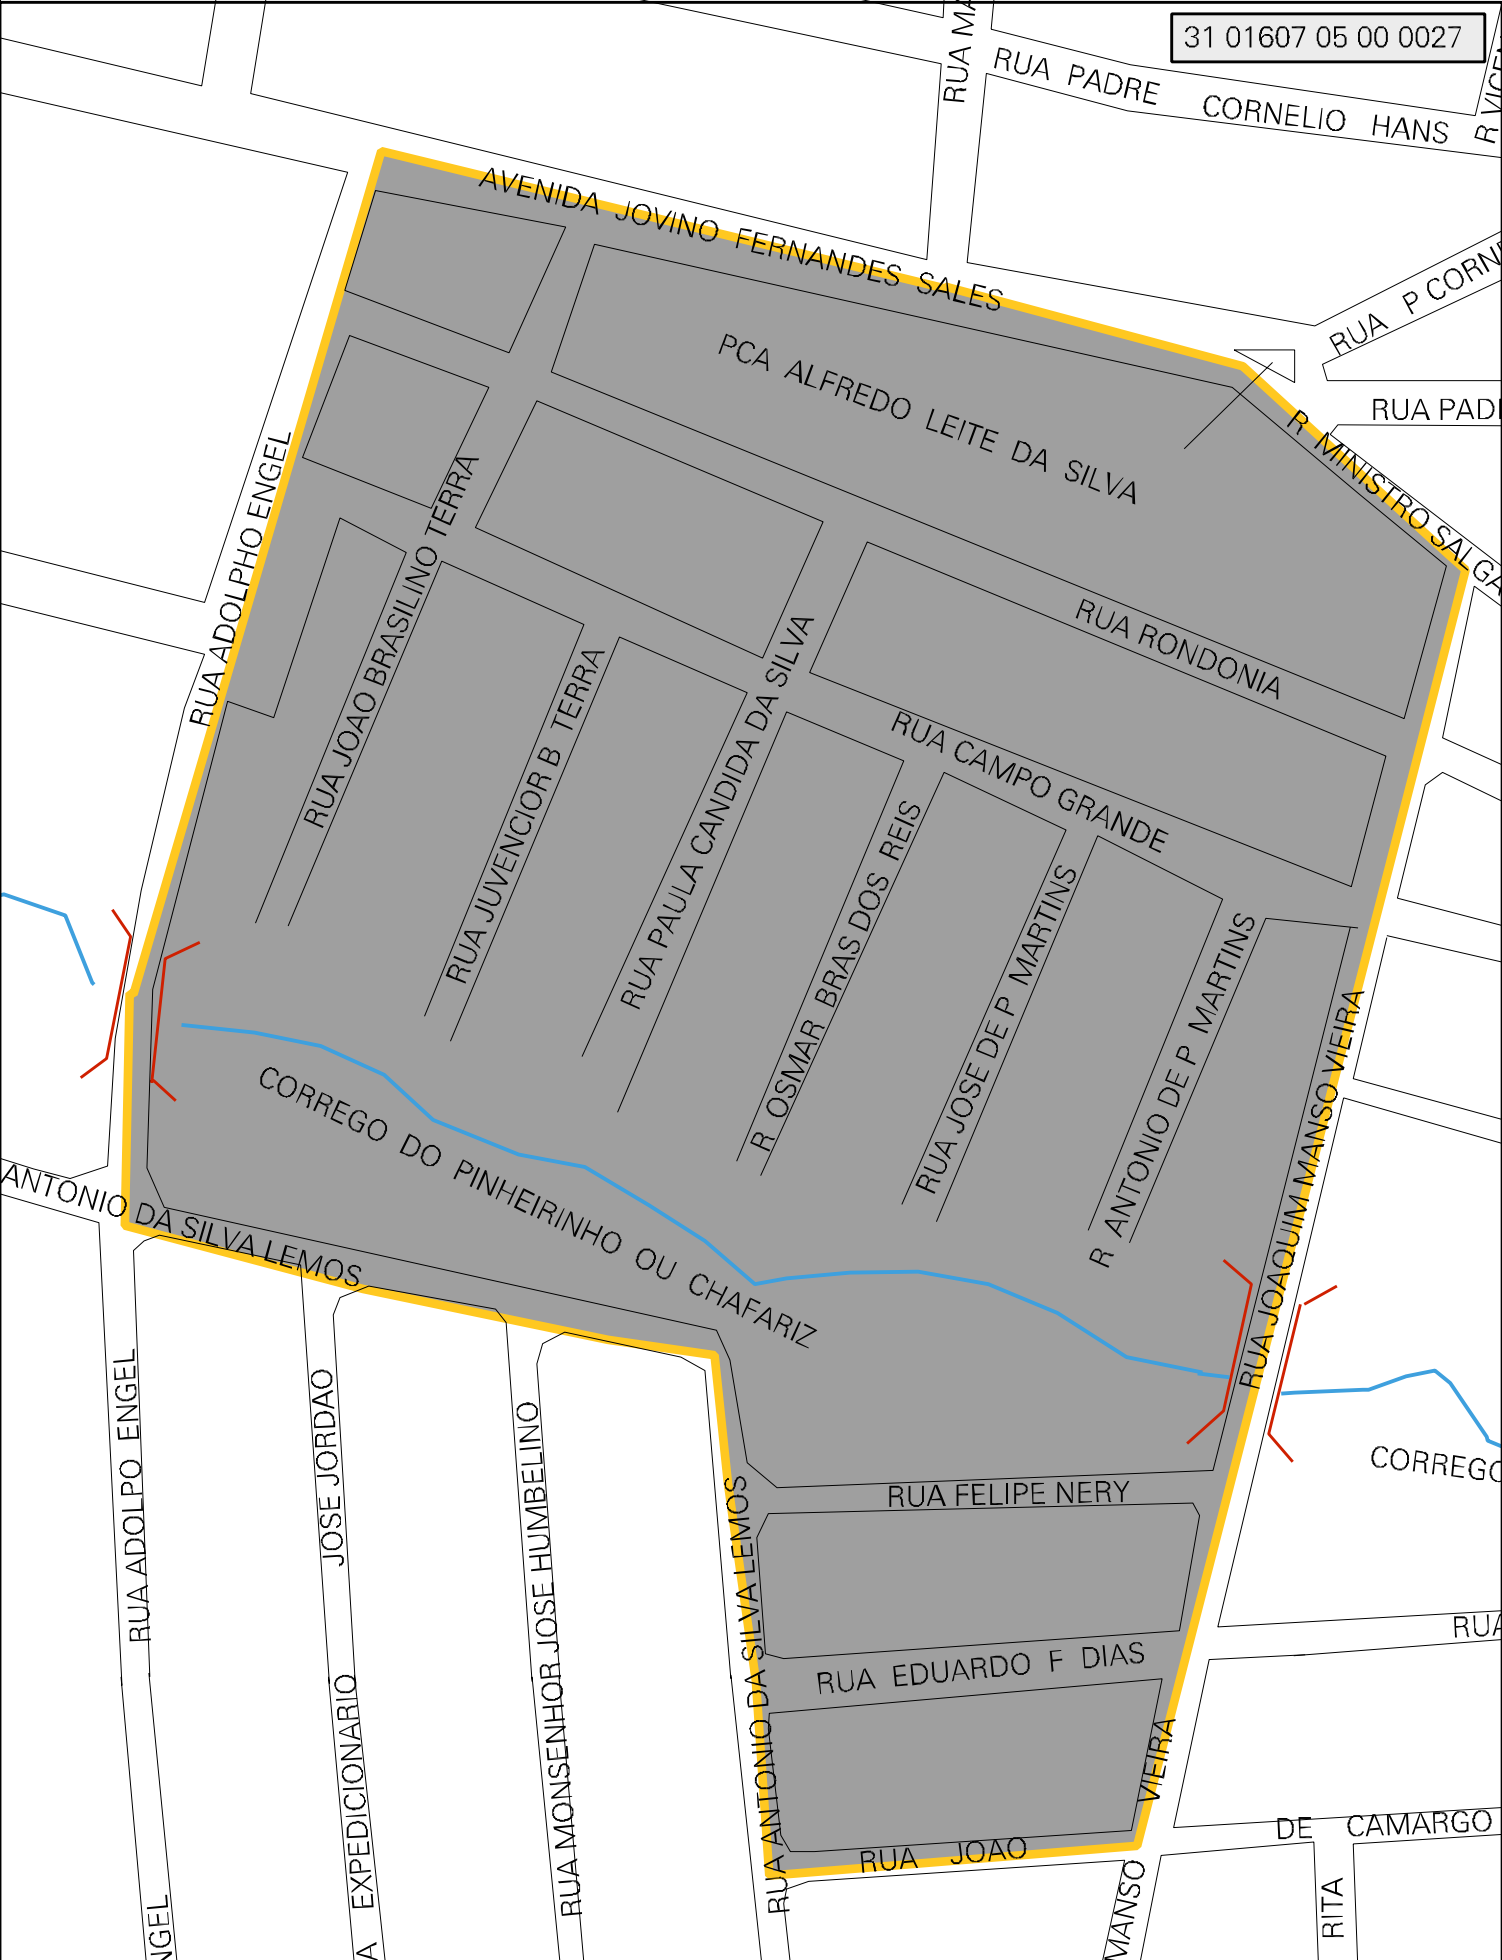 31 01607 05 00 0027
RUA PADRE CORNELIO HANS
AVENIDA JOVINO FERNANDES SALES
RUA P CORN
PCA ALFREDO LEITE DA SILVA
RUA PAD
R MINISTRO SALGA
RUA ADOLPHO ENGEL
RUA JOAO BRASILINO TERRA
RUA RONDONIA
RUA JUVENCIOR B TERRA
RUA PAULA CANDIDA DA SILVA
RUA CAMPO GRANDE
R OSMAR BRAS DOS REIS
RUA JOSE DE P MARTINS
R ANTONIO DE P MARTINS
RUA JOAQUIM MANSO VIEIRA
CORREGO DO PINHEIRINHO OU CHAFARIZ
ANTONIO DA SILVA LEMOS
RUA ADOLPO ENGEL
JOSE JORDAO
RUA MONSENHOR JOSE HUMBELINO
CORREGO
RUA FELIPE NERY
RUA ANTONIO DA SILVA LEMOS
RUA
RUA EDUARDO F DIAS
EXPEDICIONARIO
VIEIRA
DE CAMARGO
RUA JOAO
MANSO
RITA
NGEL
A
RUA MA
R VICE